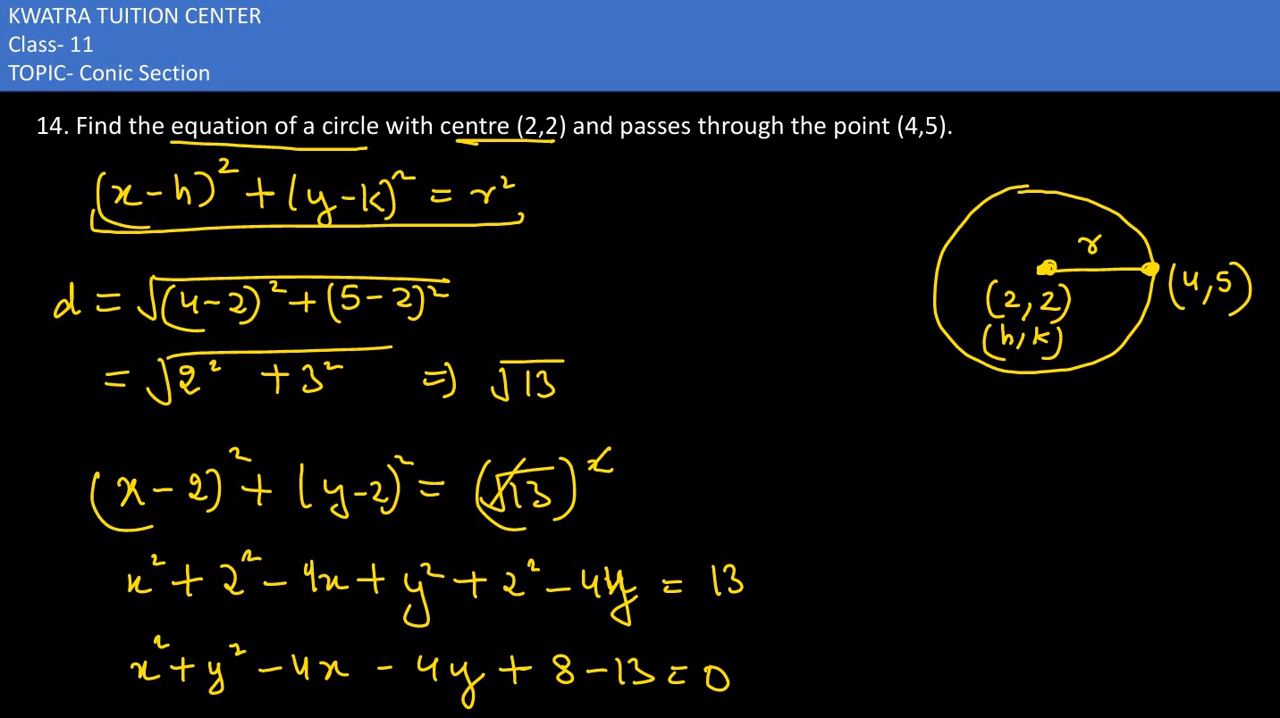 KWATRA TUITION CENTER
Class- 11
TOPIC- Conic Section
14. Find the equation of a circle with centre (2,2) and passes through the point (4,5).
(x-h)² + (y-k)² = r²
d = √(4-2)² + (5-2)²
= √2² + 3² ⇒ √13
(x-2)² + (y-2)² = (√13)²
x² + 2² - 4x + y² + 2² - 4y = 13
x² + y² - 4x - 4y + 8 - 13 = 0
r
(4,5)
(2,2)
(h,k)